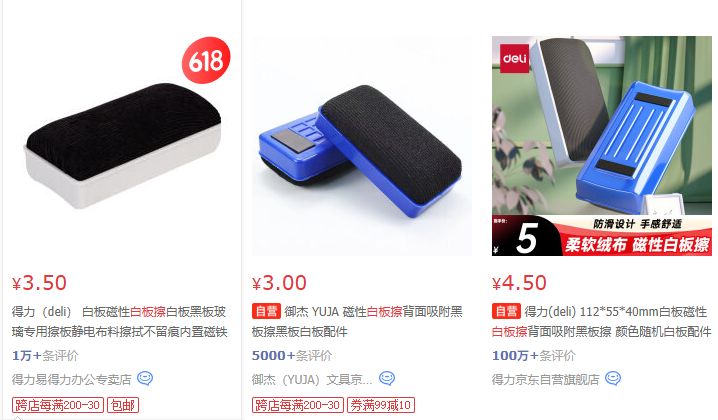 618
deli
新年价:
5
防滑设计 手感舒适
柔软绒布 磁性白板擦
¥3.50
得力（deli） 白板磁性白板擦白板黑板玻
璃专用擦板静电布料擦拭不留痕内置磁铁
1万+条评价
得力易得力办公专卖店
跨店每满200-30 包邮
¥3.00
自营 御杰 YUJA 磁性白板擦背面吸附黑
板擦黑板白板配件
5000+条评价
御杰（YUJA）文具京...
跨店每满200-30 券满99减10
¥4.50
自营 得力(deli) 112*55*40mm白板磁性
白板擦背面吸附黑板擦 颜色随机白板配件
100万+条评价
得力京东自营旗舰店